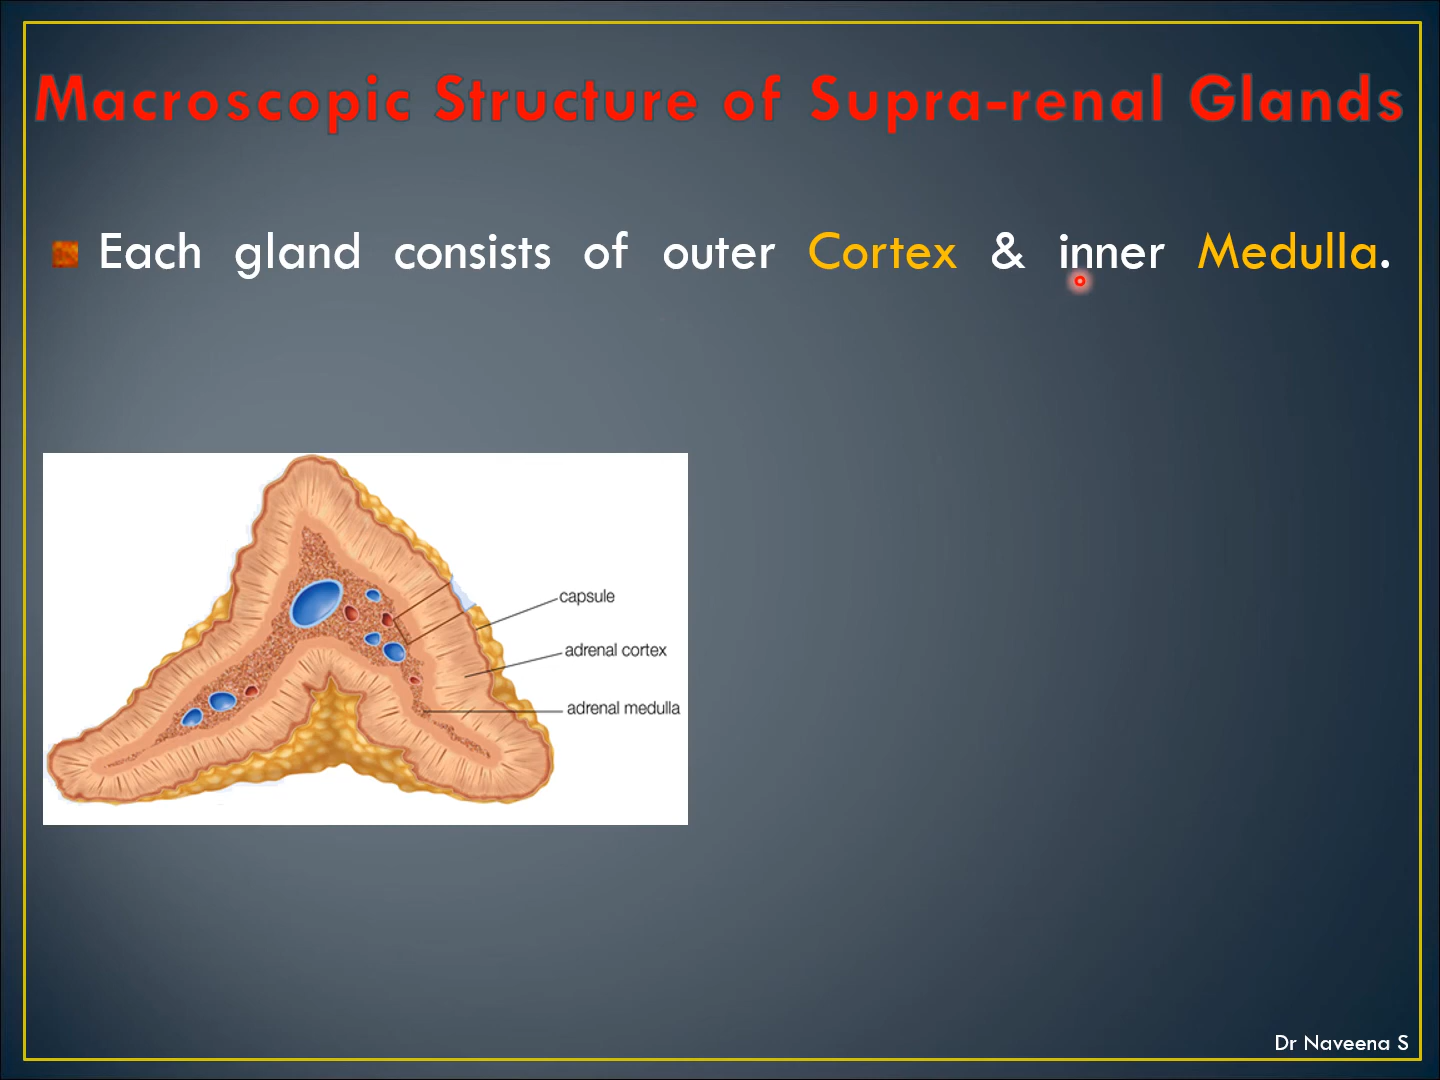 Macroscopic Structure of Supra-renal Glands
Each gland consists of outer Cortex & inner Medulla.
capsule
adrenal cortex
adrenal medulla
Dr Naveena S